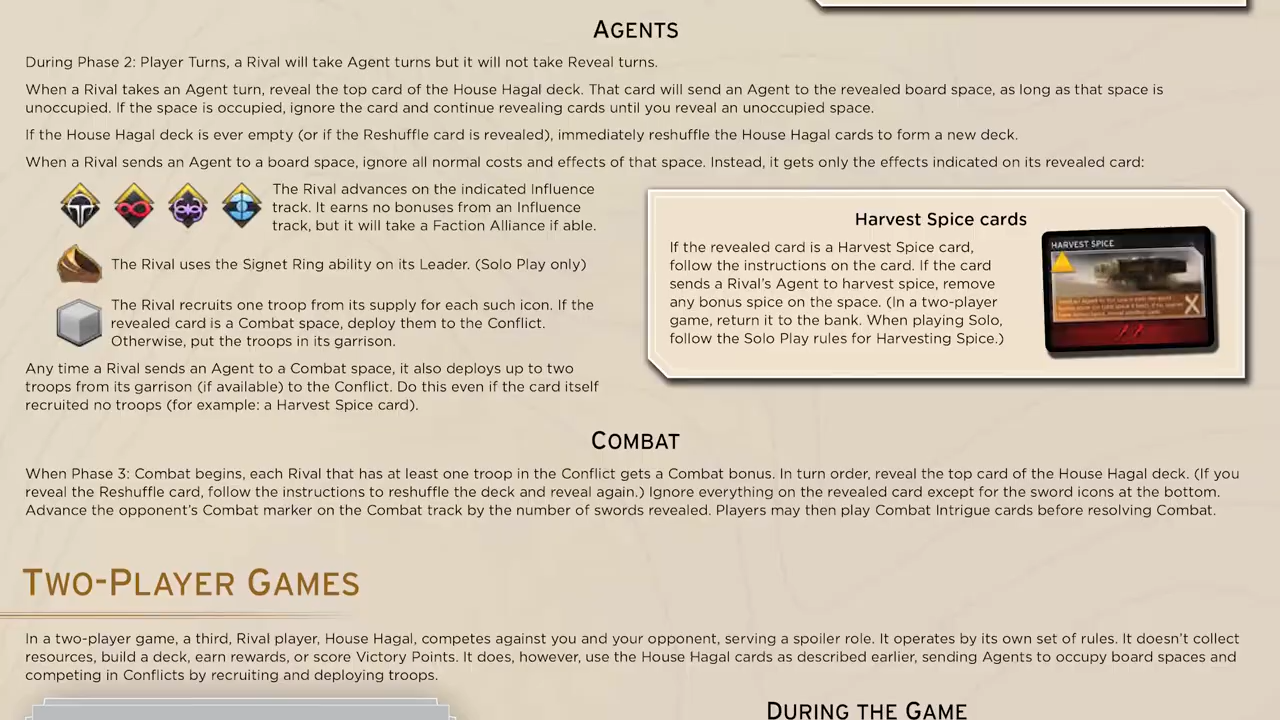 AGENTS
During Phase 2: Player Turns, a Rival will take Agent turns but it will not take Reveal turns.
When a Rival takes an Agent turn, reveal the top card of the House Hagal deck. That card will send an Agent to the revealed board space, as long as that space is
unoccupied. If the space is occupied, ignore the card and continue revealing cards until you reveal an unoccupied space.
If the House Hagal deck is ever empty (or if the Reshuffle card is revealed), immediately reshuffle the House Hagal cards to form a new deck.
When a Rival sends an Agent to a board space, ignore all normal costs and effects of that space. Instead, it gets only the effects indicated on its revealed card:
The Rival advances on the indicated Influence
track. It earns no bonuses from an Influence
track, but it will take a Faction Alliance if able.
The Rival uses the Signet Ring ability on its Leader. (Solo Play only)
The Rival recruits one troop from its supply for each such icon. If the
revealed card is a Combat space, deploy them to the Conflict.
Otherwise, put the troops in its garrison.
Any time a Rival sends an Agent to a Combat space, it also deploys up to two
troops from its garrison (if available) to the Conflict. Do this even if the card itself
recruited no troops (for example: a Harvest Spice card).
Harvest Spice cards
If the revealed card is a Harvest Spice card,
follow the instructions on the card. If the card
sends a Rival's Agent to harvest spice, remove
any bonus spice on the space. (In a two-player
game, return it to the bank. When playing Solo,
follow the Solo Play rules for Harvesting Spice.)
HARVEST SPICE
COMBAT
When Phase 3: Combat begins, each Rival that has at least one troop in the Conflict gets a Combat bonus. In turn order, reveal the top card of the House Hagal deck. (If you
reveal the Reshuffle card, follow the instructions to reshuffle the deck and reveal again.) Ignore everything on the revealed card except for the sword icons at the bottom.
Advance the opponent's Combat marker on the Combat track by the number of swords revealed. Players may then play Combat Intrigue cards before resolving Combat.
TWO-PLAYER GAMES
In a two-player game, a third, Rival player, House Hagal, competes against you and your opponent, serving a spoiler role. It operates by its own set of rules. It doesn't collect
resources, build a deck, earn rewards, or score Victory Points. It does, however, use the House Hagal cards as described earlier, sending Agents to occupy board spaces and
competing in Conflicts by recruiting and deploying troops.
DURING THE GAME